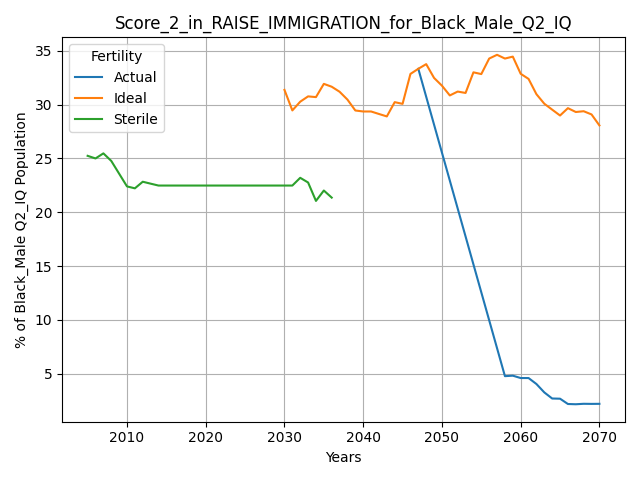 Score_2_in_RAISE_IMMIGRATION_for_Black_Male_Q2_IQ
% of Black_Male Q2_IQ Population
35
30
25
20
15
10
5
Fertility
Actual
Ideal
Sterile
2010 2020 2030 2040 2050 2060 2070
Years